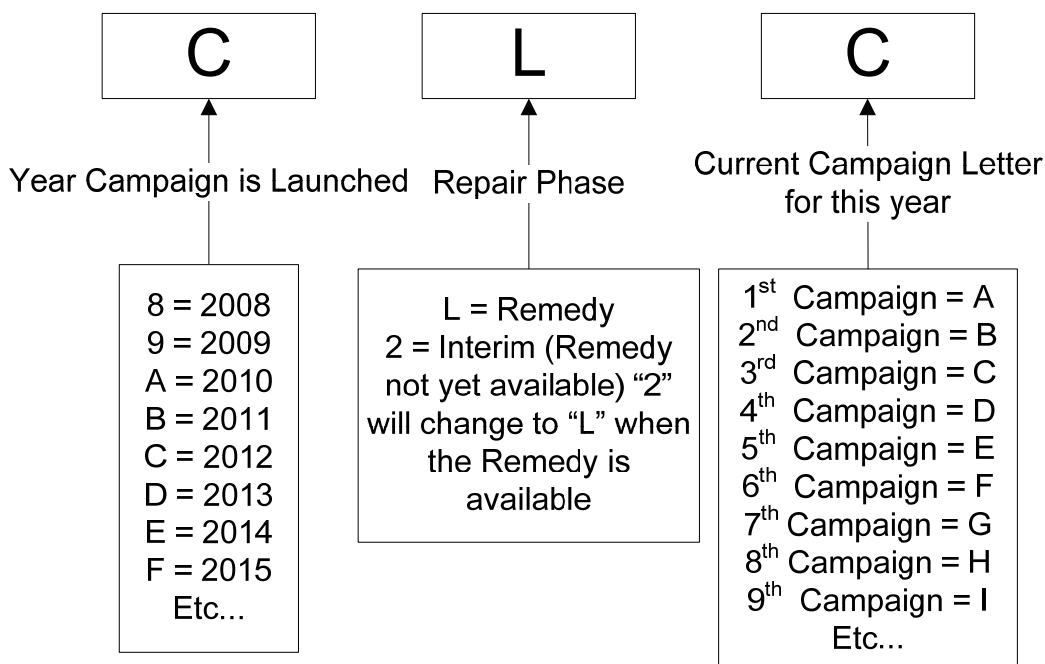 C
L
C
Year Campaign is Launched
Repair Phase
Current Campaign Letter
for this year
8 = 2008
9 = 2009
A = 2010
B = 2011
C = 2012
D = 2013
E = 2014
F = 2015
Etc...
L = Remedy
2 = Interim (Remedy
not yet available) “2”
will change to “L” when
the Remedy is
available
1st Campaign = A
2nd Campaign = B
3rd Campaign = C
4th Campaign = D
5th Campaign = E
6th Campaign = F
7th Campaign = G
8th Campaign = H
9th Campaign = I
Etc...